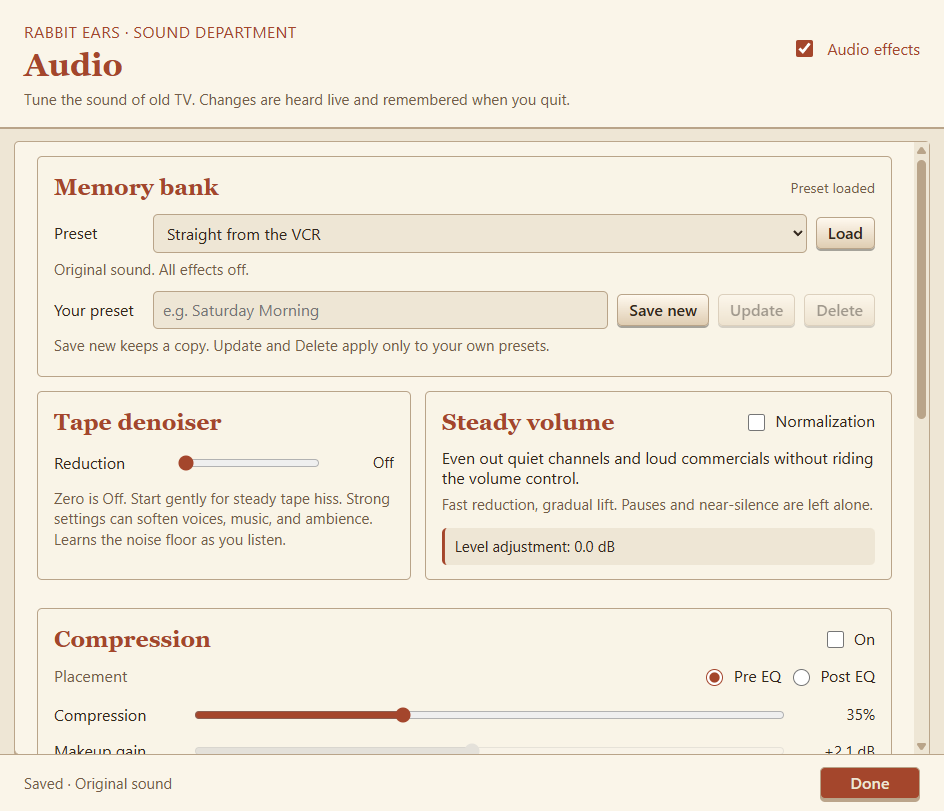 RABBIT EARS · SOUND DEPARTMENT
Audio
Audio effects
Tune the sound of old TV. Changes are heard live and remembered when you quit.
Memory bank
Preset loaded
Preset
Straight from the VCR
Load
Original sound. All effects off.
Your preset
e.g. Saturday Morning
Save new
Update
Delete
Save new keeps a copy. Update and Delete apply only to your own presets.
Tape denoiser
Reduction
Off
Zero is Off. Start gently for steady tape hiss. Strong
settings can soften voices, music, and ambience.
Learns the noise floor as you listen.
Steady volume
Normalization
Even out quiet channels and loud commercials without riding
the volume control.
Fast reduction, gradual lift. Pauses and near-silence are left alone.
Level adjustment: 0.0 dB
Compression
On
Placement
Pre EQ
Post EQ
Compression
35%
Makeup gain
+2.1 dB
Saved · Original sound
Done